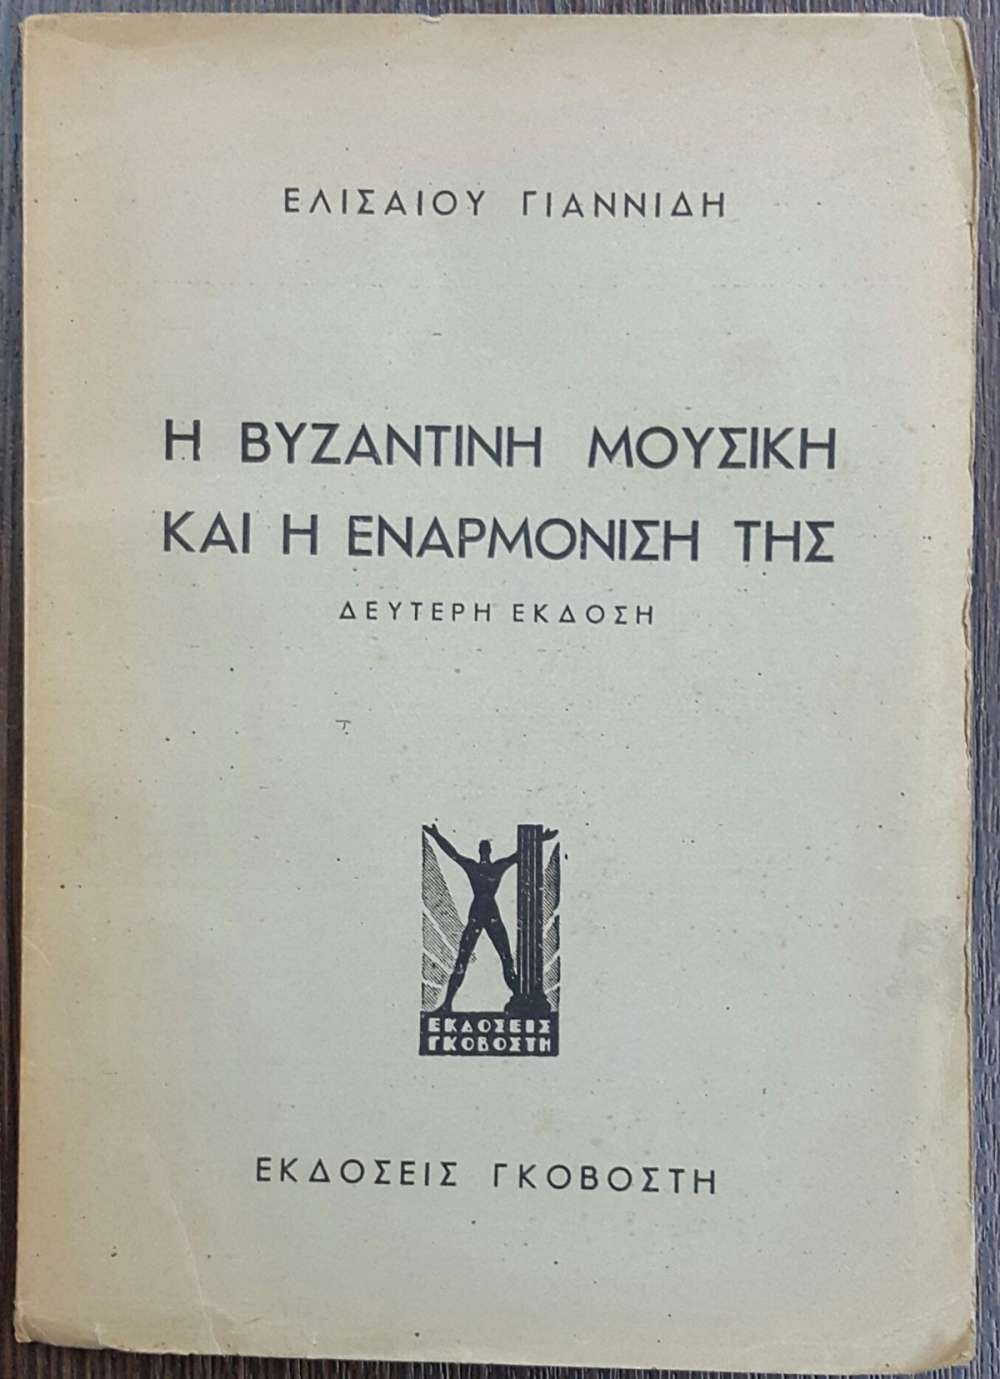 ΕΛΙΣΑΙΟΥ ΓΙΑΝΝΙΔΗ
Η ΒΥΖΑΝΤΙΝΗ ΜΟΥΣΙΚΗ
ΚΑΙ Η ΕΝΑΡΜΟΝΙΣΗ ΤΗΣ
ΔΕΥΤΕΡΗ ΕΚΔΟΣΗ
ΕΚΔΟΣΕΙΣ
ΓΚΟΒΟΣΤΗ
ΕΚΔΟΣΕΙΣ ΓΚΟΒΟΣΤΗ